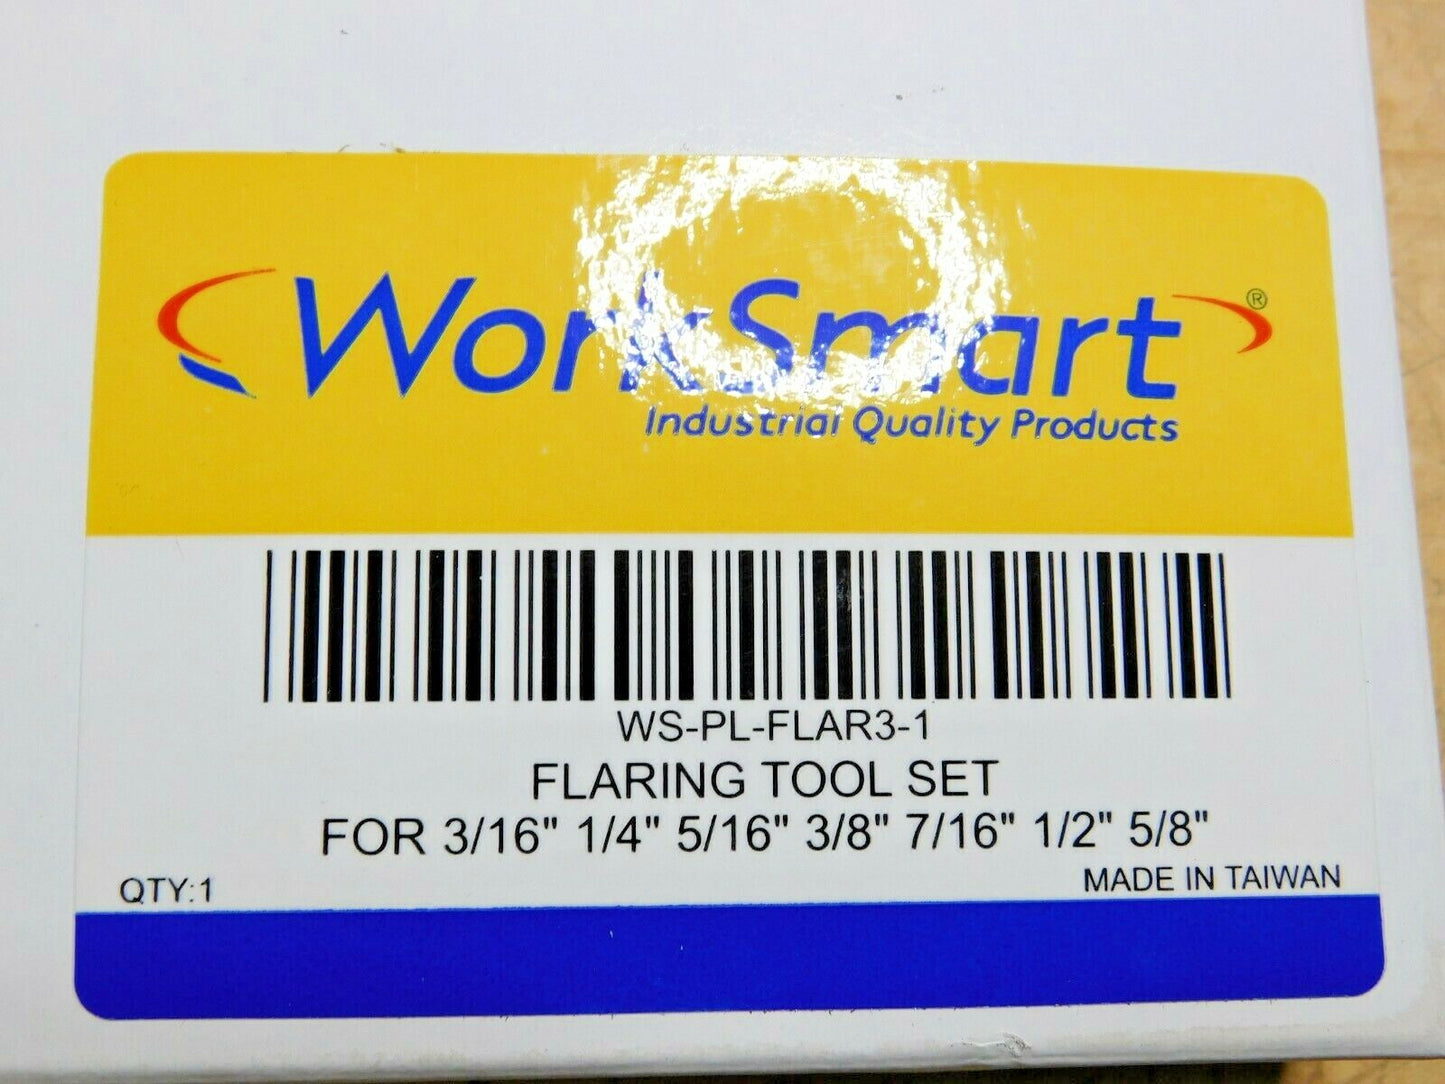 WorkSmart®
Industrial Quality Products
WS-PL-FLAR3-1
FLARING TOOL SET
FOR 3/16" 1/4" 5/16" 3/8" 7/16" 1/2" 5/8"
QTY:1 MADE IN TAIWAN